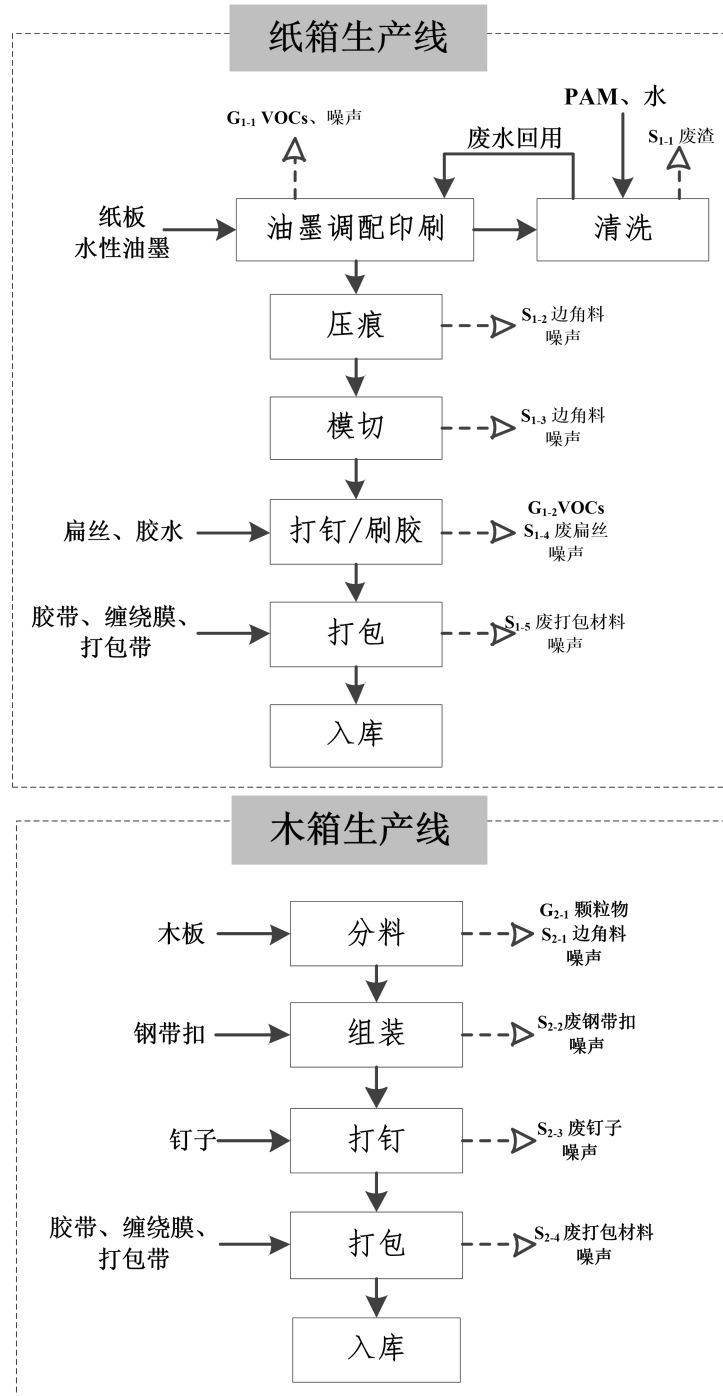 纸箱生产线
PAM、水
G1-1 VOCs、噪声
废水回用
S1-1 废渣
纸板
水性油墨
油墨调配印刷
清洗
压痕
S1-2 边角料
噪声
模切
S1-3 边角料
噪声
扁丝、胶水
打钉/刷胶
G1-2VOCs
S1-4 废扁丝
噪声
胶带、缠绕膜、
打包带
打包
S1-5 废打包材料
噪声
入库
木箱生产线
木板
分料
G2-1 颗粒物
S2-1 边角料
噪声
钢带扣
组装
S2-2废钢带扣
噪声
钉子
打钉
S2-3 废钉子
噪声
胶带、缠绕膜、
打包带
打包
S2-4 废打包材料
噪声
入库